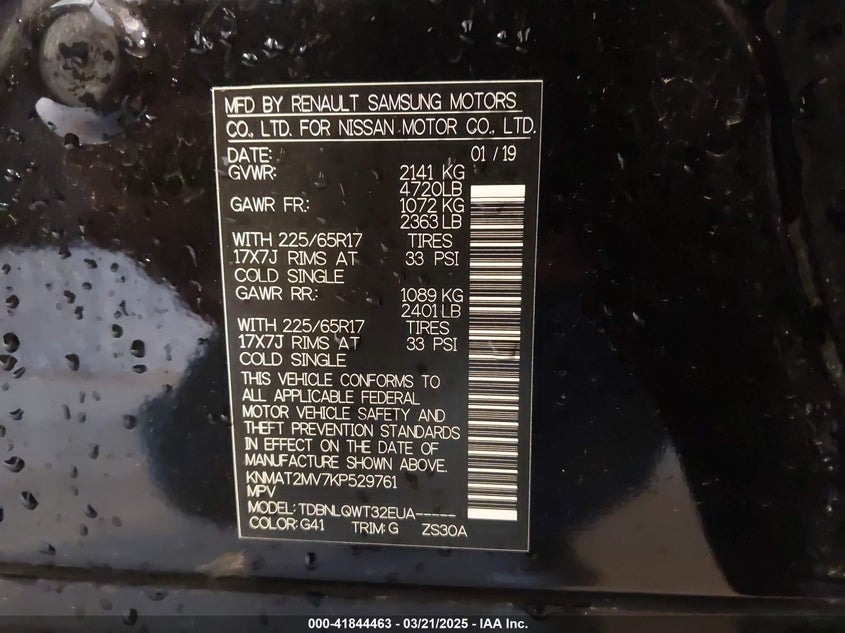 MFD BY RENAULT SAMSUNG MOTORS
CO., LTD. FOR NISSAN MOTOR CO., LTD.
DATE: 01 / 19
GVWR: 2141 KG
4720LB
GAWR FR.: 1072 KG
2363 LB
WITH 225/65R17 TIRES
17X7J RIMS AT 33 PSI
COLD SINGLE
GAWR RR.: 1089 KG
2401 LB
WITH 225/65R17 TIRES
17X7J RIMS AT 33 PSI
COLD SINGLE
THIS VEHICLE CONFORMS TO
ALL APPLICABLE FEDERAL
MOTOR VEHICLE SAFETY AND
THEFT PREVENTION STANDARDS
IN EFFECT ON THE DATE OF
MANUFACTURE SHOWN ABOVE.
KNMAT2MV7KP529761
MPV
MODEL: TDBNLQWT32EUA-----
COLOR: G41 TRIM: G ZS30A
000-41844463 - 03/21/2025 - IAA Inc.